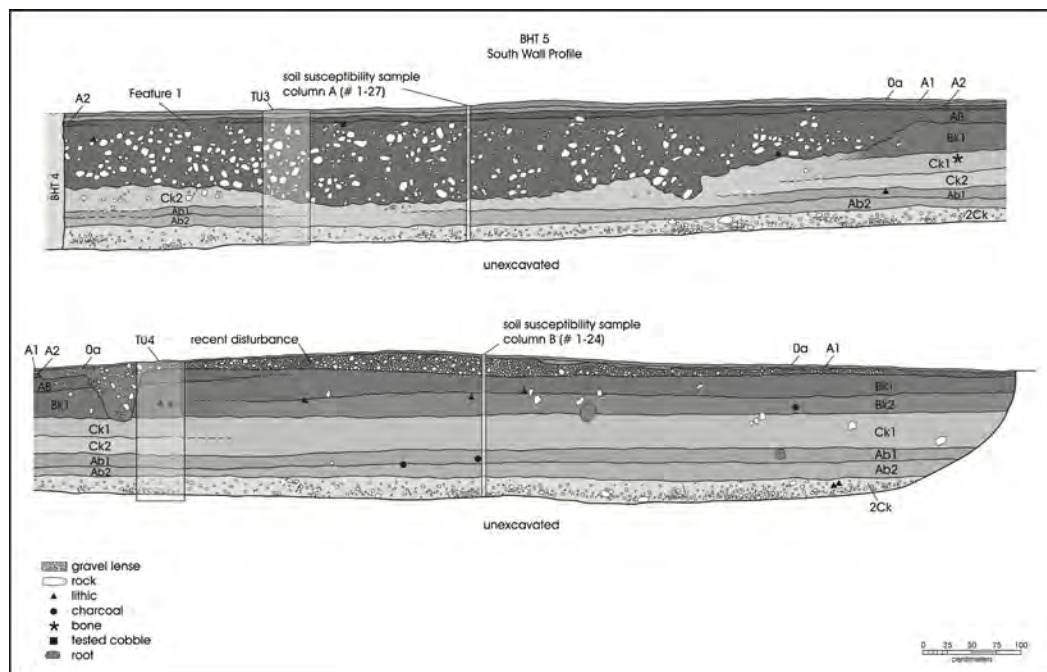 BHT 5
South Wall Profile
soil susceptibility sample
column A (# 1-27)
A2
Feature 1
TU3
0a
A1
A2
AB
Bk1
Ck1
Ck2
Ab1
Ab2
2Ck
BHT 4
Ck2
Ab1
Ab2
unexcavated
soil susceptibility sample
column B (# 1-24)
A1
A2
0a
TU4
recent disturbance
0a
A1
AB
Bk1
Ck1
Ck2
Ab1
Ab2
Bk1
Bk2
Ck1
Ab1
Ab2
2Ck
unexcavated
gravel lense
rock
lithic
charcoal
bone
tested cobble
root
0 10 25 50 75 100
centimeters